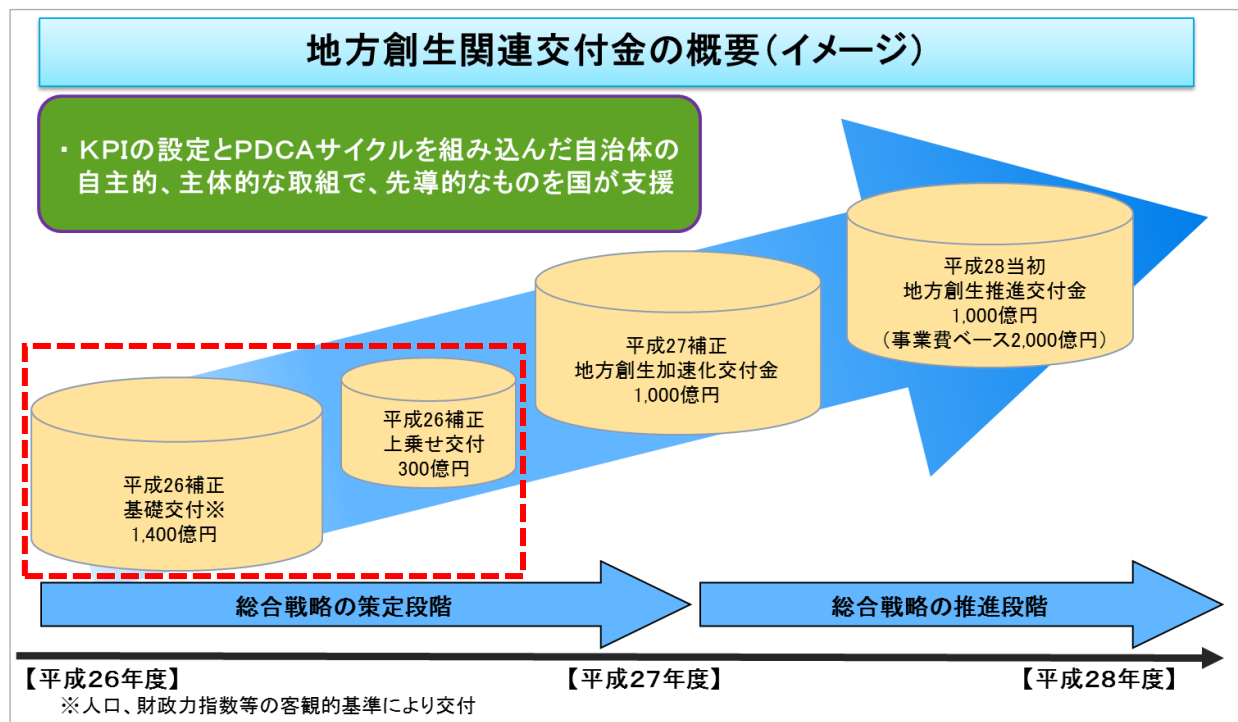 地方創生関連交付金の概要（イメージ）
・ＫＰＩの設定とPDCAサイクルを組み込んだ自治体の
自主的、主体的な取組で、先導的なものを国が支援
平成26補正
基礎交付※
1,400億円
平成26補正
上乗せ交付
300億円
平成27補正
地方創生加速化交付金
1,000億円
平成28当初
地方創生推進交付金
1,000億円
（事業費ベース2,000億円）
総合戦略の策定段階
総合戦略の推進段階
【平成26年度】
【平成27年度】
【平成28年度】
※人口、財政力指数等の客観的基準により交付